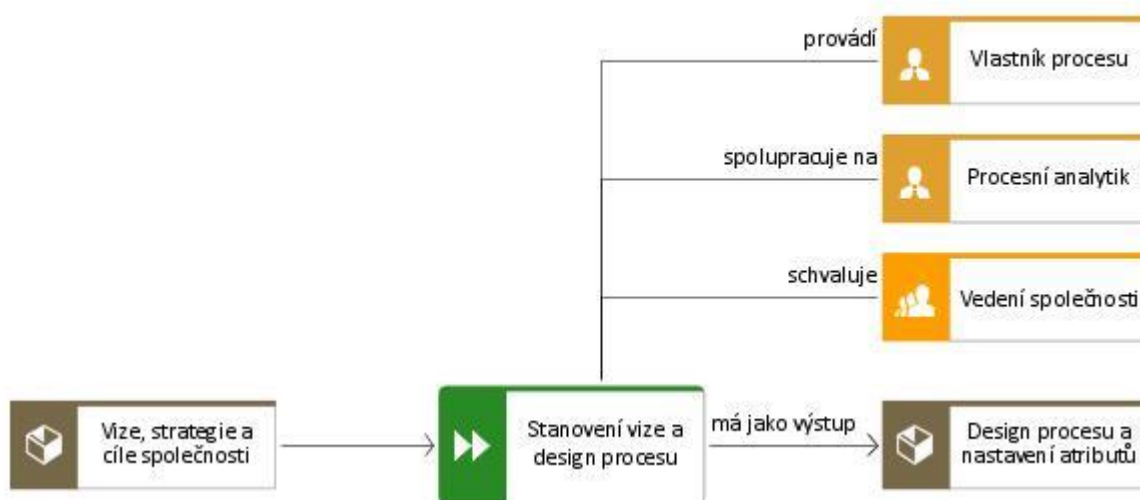 provádí
Vlastník procesu
spolupracuje na
Procesní analytik
schvaluje
Vedení společnosti
Vize, strategie a
cíle společnosti
Stanovení vize a
design procesu
má jako výstup
Design procesu a
nastavení atributů